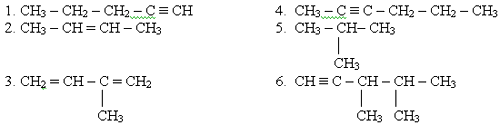 1. CH₃ – CH₂ – CH₂ – C ≡ CH
2. CH₃ – CH = CH – CH₃
3. CH₂ = CH – C = CH₂
CH₃
4. CH₃ – C ≡ C – CH₂ – CH₂ – CH₃
5. CH₃ – CH – CH₃
CH₃
6. CH ≡ C – CH – CH – CH₃
CH₃ CH₃